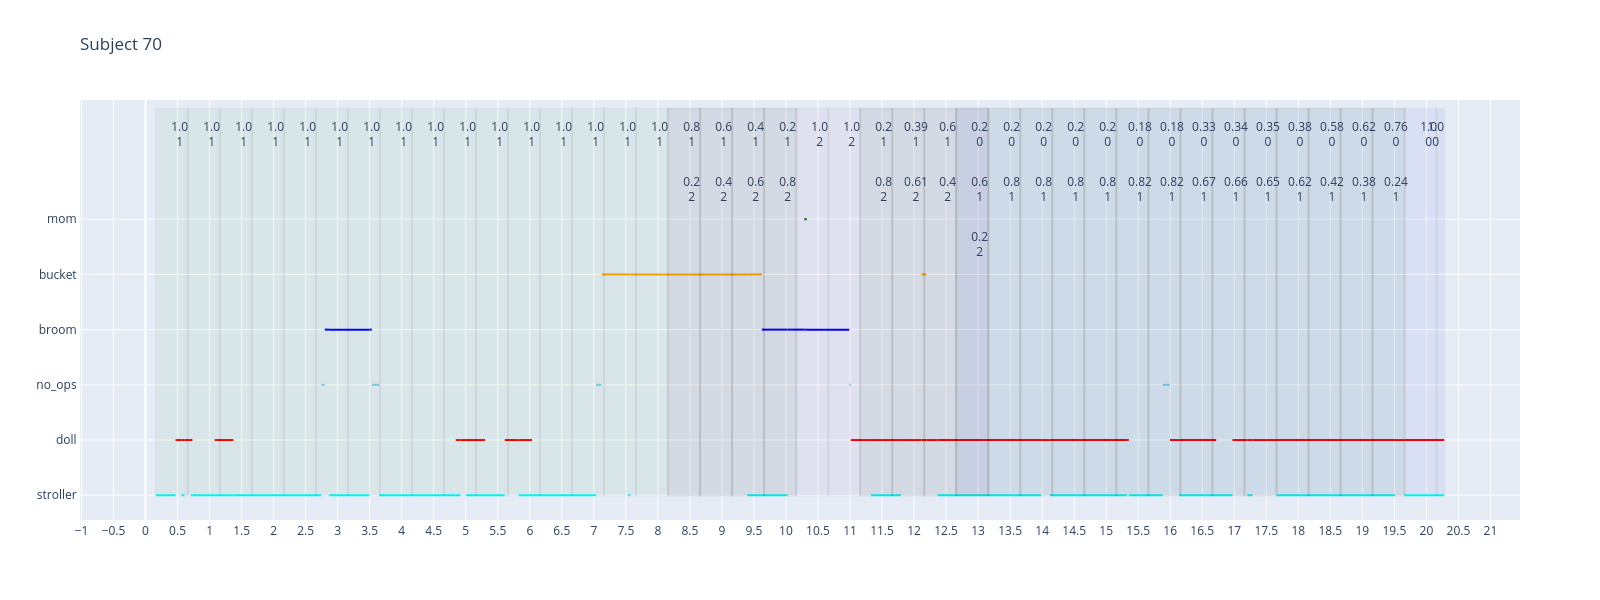 Subject 70
1.0 1.0 1.0 1.0 1.0 1.0 1.0 1.0 1.0 1.0 1.0 1.0 1.0 1.0 1.0 1.0 0.8 0.6 0.4 0.2 1.0 1.0 0.2 0.39 0.6 0.2 0.2 0.2 0.2 0.2 0.18 0.18 0.33 0.34 0.35 0.38 0.58 0.62 0.76
1 1 1 1 1 1 1 1 1 1 1 1 1 1 1 1 1 1 1 1 2 2 1 1 1 0 0 0 0 0 0 0 0 0 0 0 0 0 0 00
0.2 0.4 0.6 0.8 0.8 0.61 0.4 0.6 0.8 0.8 0.8 0.8 0.82 0.82 0.67 0.66 0.65 0.62 0.42 0.38 0.24
2 2 2 2 2 2 2 1 1 1 1 1 1 1 1 1 1 1 1 1 1
mom
0.2
2
bucket
broom
no_ops
doll
stroller
−1 −0.5 0 0.5 1 1.5 2 2.5 3 3.5 4 4.5 5 5.5 6 6.5 7 7.5 8 8.5 9 9.5 10 10.5 11 11.5 12 12.5 13 13.5 14 14.5 15 15.5 16 16.5 17 17.5 18 18.5 19 19.5 20 20.5 21